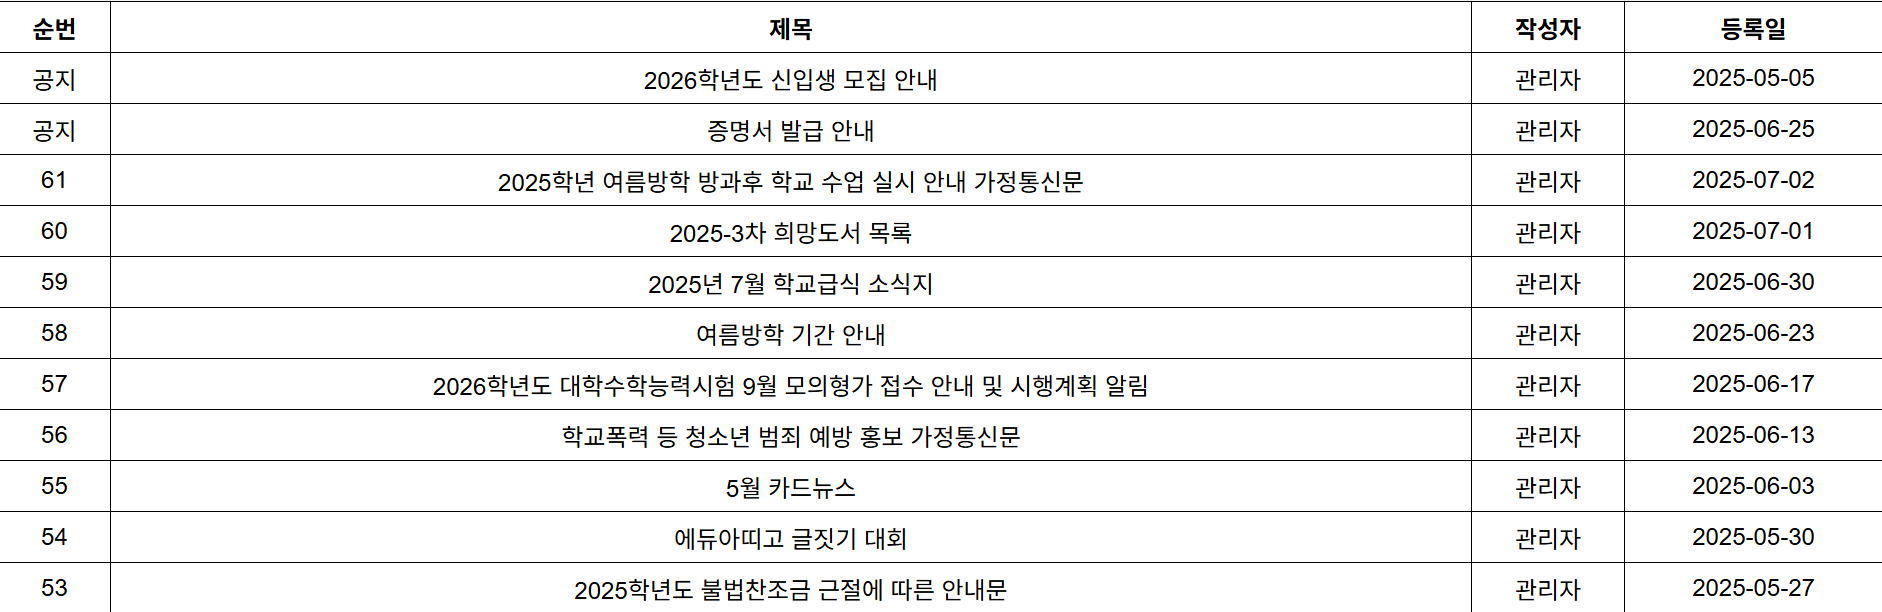 순번 제목 작성자 등록일
공지 2026학년도 신입생 모집 안내 관리자 2025-05-05
공지 증명서 발급 안내 관리자 2025-06-25
61 2025학년 여름방학 방과후 학교 수업 실시 안내 가정통신문 관리자 2025-07-02
60 2025-3차 희망도서 목록 관리자 2025-07-01
59 2025년 7월 학교급식 소식지 관리자 2025-06-30
58 여름방학 기간 안내 관리자 2025-06-23
57 2026학년도 대학수학능력시험 9월 모의형가 접수 안내 및 시행계획 알림 관리자 2025-06-17
56 학교폭력 등 청소년 범죄 예방 홍보 가정통신문 관리자 2025-06-13
55 5월 카드뉴스 관리자 2025-06-03
54 에듀아띠고 글짓기 대회 관리자 2025-05-30
53 2025학년도 불법찬조금 근절에 따른 안내문 관리자 2025-05-27